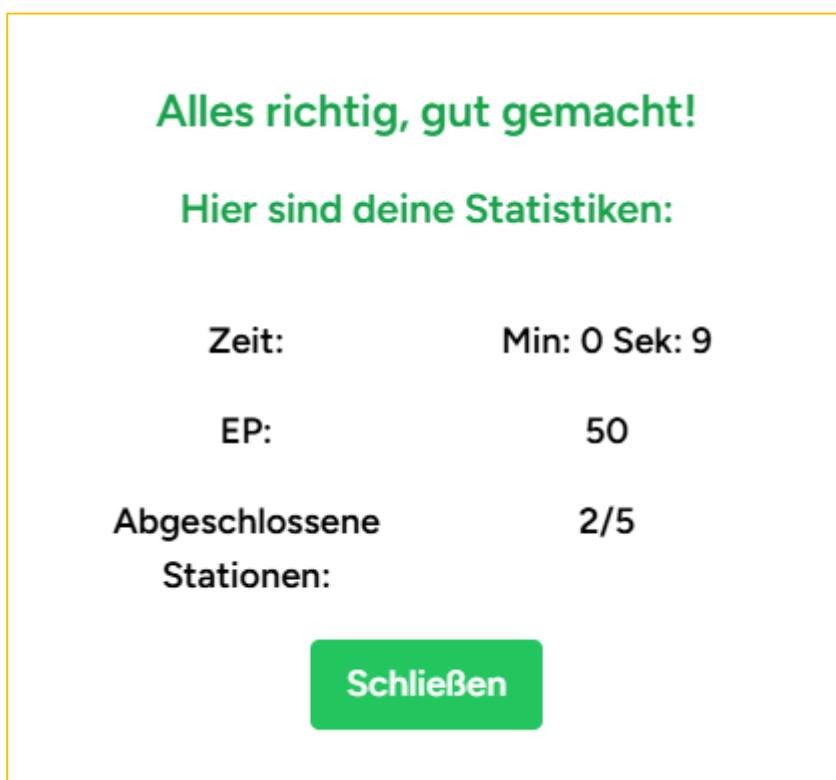 Alles richtig, gut gemacht!
Hier sind deine Statistiken:
Zeit: Min: 0 Sek: 9
EP: 50
Abgeschlossene 2/5
Stationen:
Schließen